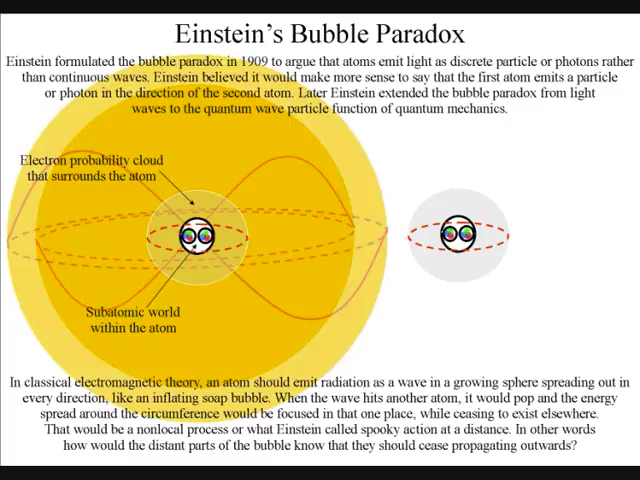 Einstein's Bubble Paradox
Einstein formulated the bubble paradox in 1909 to argue that atoms emit light as discrete particle or photons rather
than continuous waves. Einstein believed it would make more sense to say that the first atom emits a particle
or photon in the direction of the second atom. Later Einstein extended the bubble paradox from light
waves to the quantum wave particle function of quantum mechanics.
Electron probability cloud
that surrounds the atom
Subatomic world
within the atom
In classical electromagnetic theory, an atom should emit radiation as a wave in a growing sphere spreading out in
every direction, like an inflating soap bubble. When the wave hits another atom, it would pop and the energy
spread around the circumference would be focused in that one place, while ceasing to exist elsewhere.
That would be a nonlocal process or what Einstein called spooky action at a distance. In other words
how would the distant parts of the bubble know that they should cease propagating outwards?